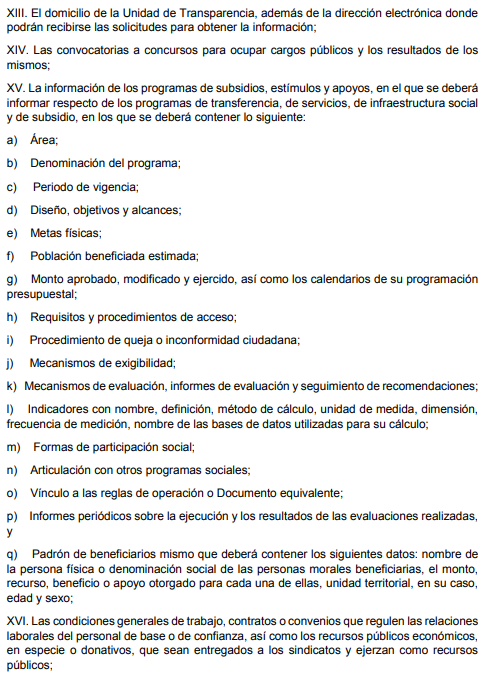 XIII. El domicilio de la Unidad de Transparencia, además de la dirección electrónica donde
podrán recibirse las solicitudes para obtener la información;
XIV. Las convocatorias a concursos para ocupar cargos públicos y los resultados de los
mismos;
XV. La información de los programas de subsidios, estímulos y apoyos, en el que se deberá
informar respecto de los programas de transferencia, de servicios, de infraestructura social
y de subsidio, en los que se deberá contener lo siguiente:
a) Área;
b) Denominación del programa;
c) Periodo de vigencia;
d) Diseño, objetivos y alcances;
e) Metas físicas;
f) Población beneficiada estimada;
g) Monto aprobado, modificado y ejercido, así como los calendarios de su programación
presupuestal;
h) Requisitos y procedimientos de acceso;
i) Procedimiento de queja o inconformidad ciudadana;
j) Mecanismos de exigibilidad;
k) Mecanismos de evaluación, informes de evaluación y seguimiento de recomendaciones;
l) Indicadores con nombre, definición, método de cálculo, unidad de medida, dimensión,
frecuencia de medición, nombre de las bases de datos utilizadas para su cálculo;
m) Formas de participación social;
n) Articulación con otros programas sociales;
o) Vínculo a las reglas de operación o Documento equivalente;
p) Informes periódicos sobre la ejecución y los resultados de las evaluaciones realizadas,
y
q) Padrón de beneficiarios mismo que deberá contener los siguientes datos: nombre de
la persona física o denominación social de las personas morales beneficiarias, el monto,
recurso, beneficio o apoyo otorgado para cada una de ellas, unidad territorial, en su caso,
edad y sexo;
XVI. Las condiciones generales de trabajo, contratos o convenios que regulen las relaciones
laborales del personal de base o de confianza, así como los recursos públicos económicos,
en especie o donativos, que sean entregados a los sindicatos y ejerzan como recursos
públicos;